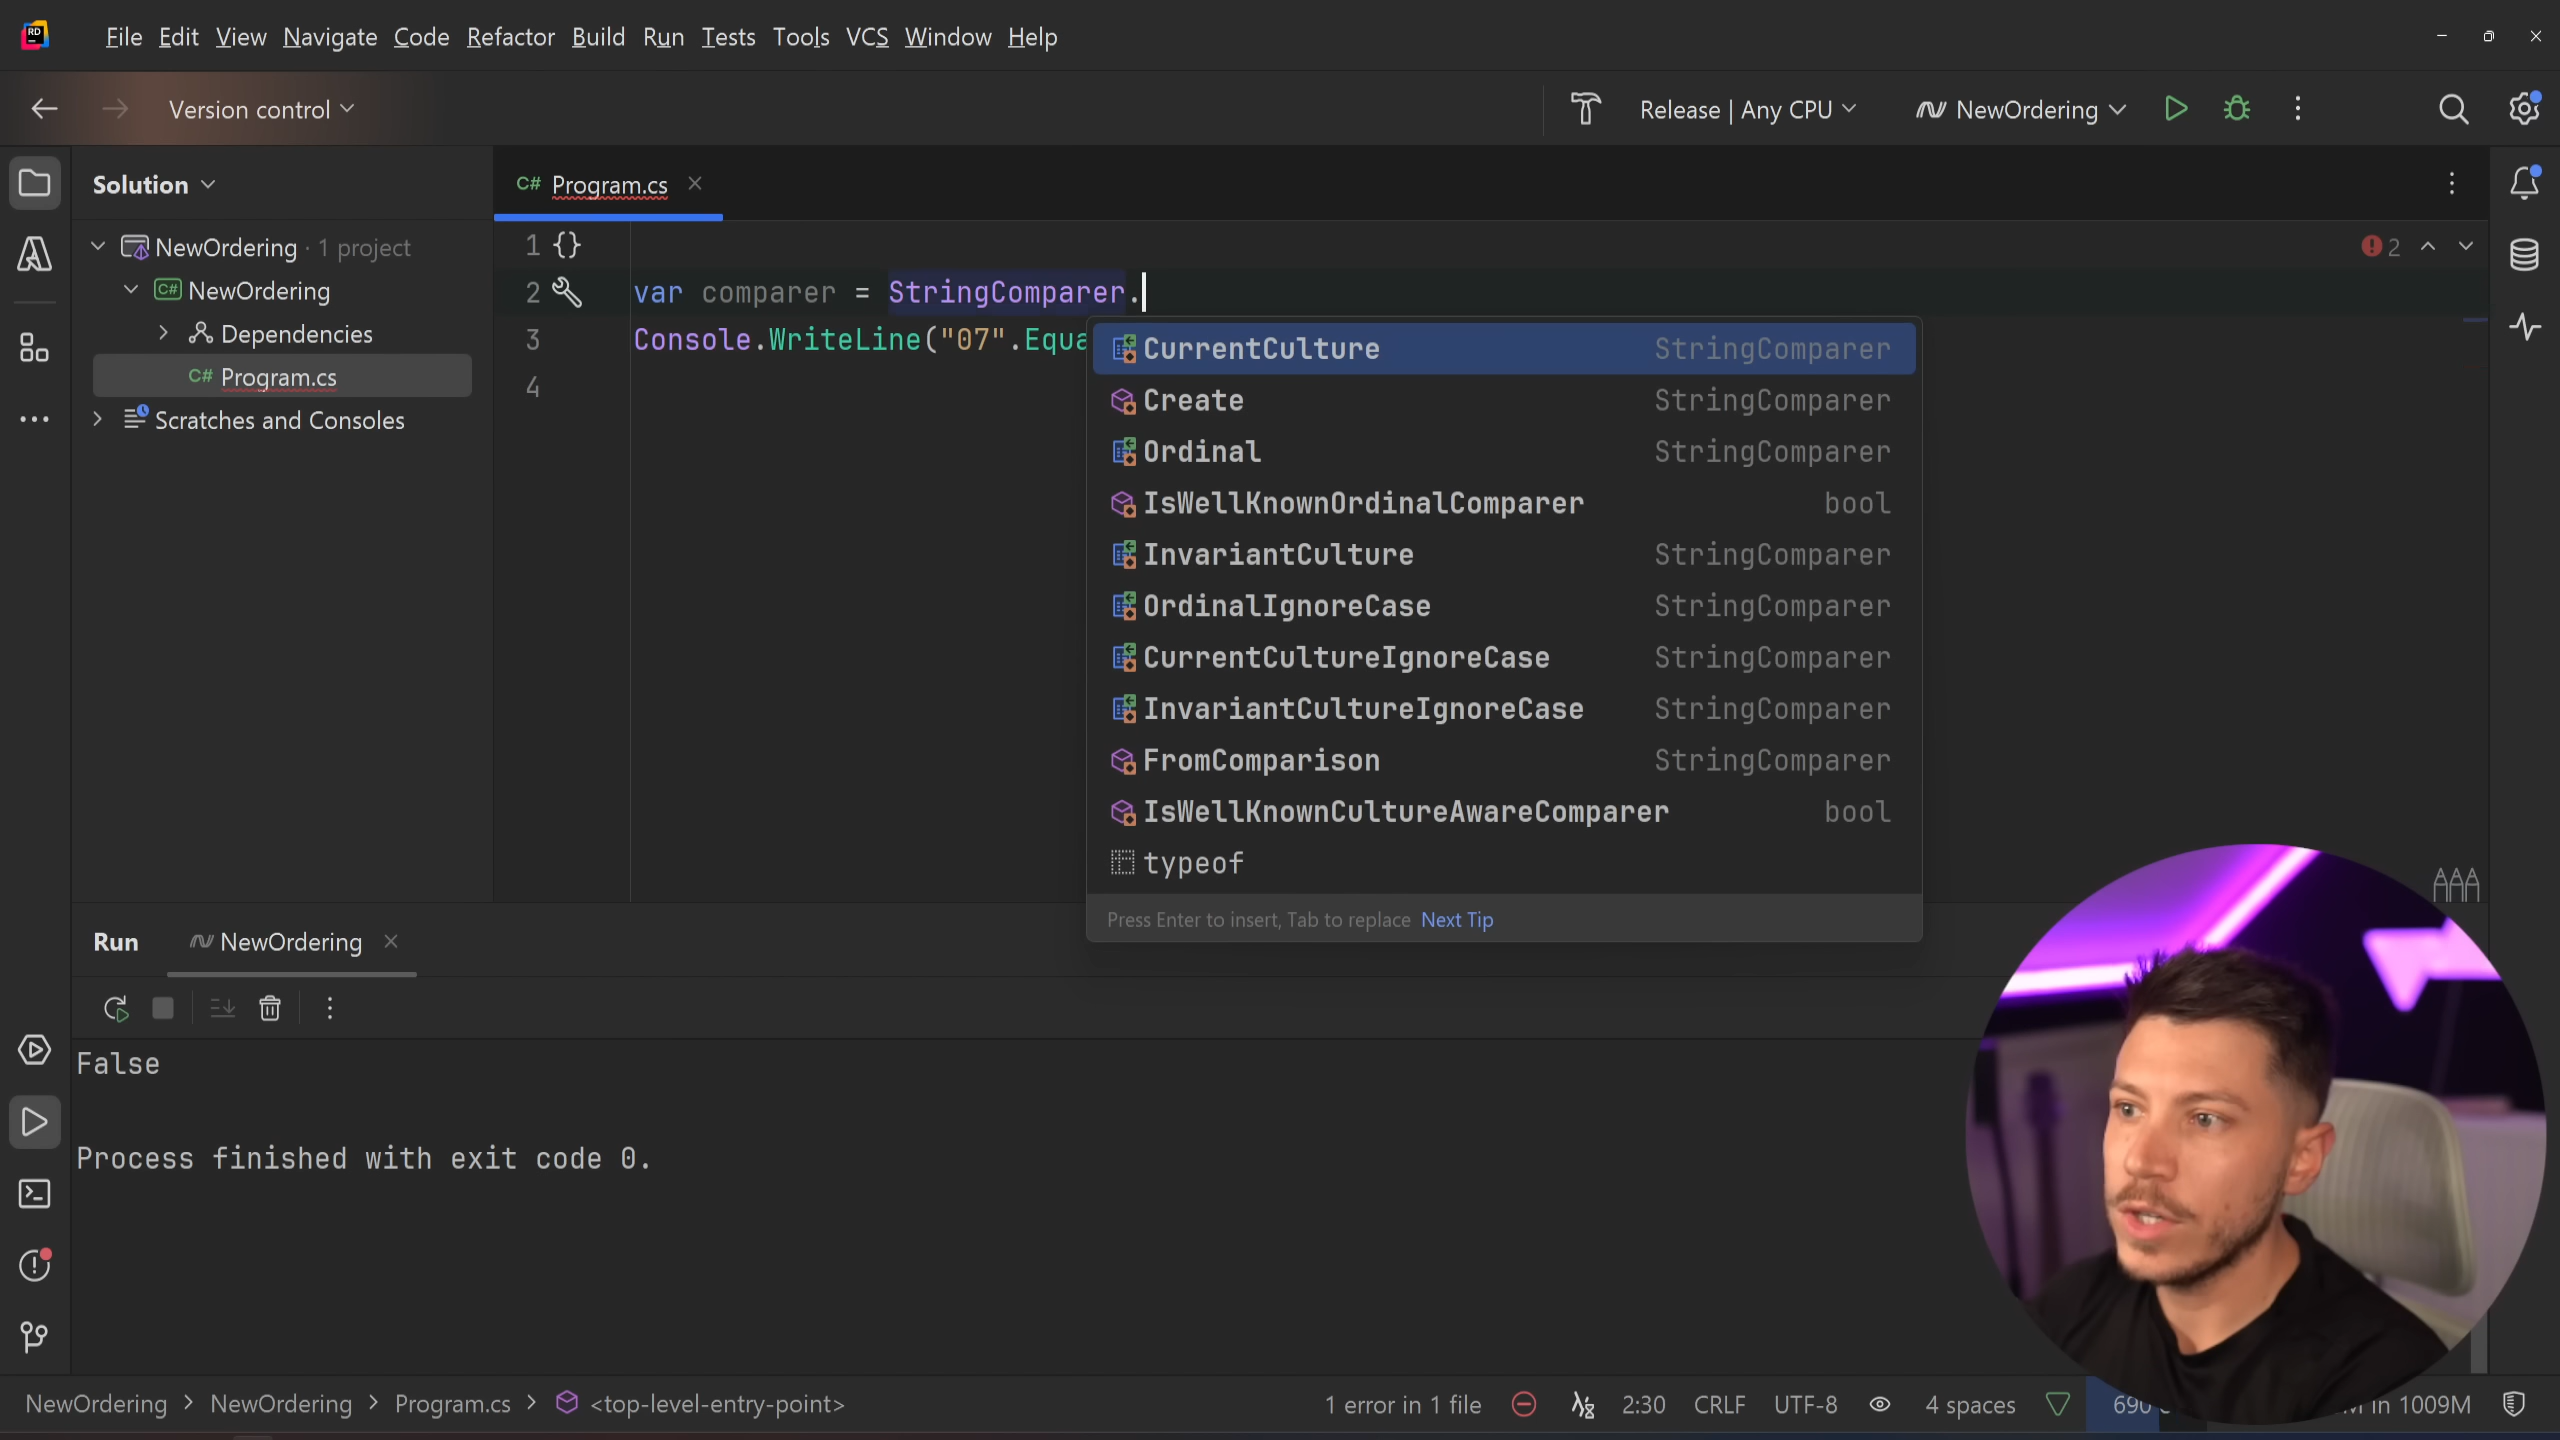 RD File Edit View Navigate Code Refactor Build Run Tests Tools VCS Window Help
Version control Release | Any CPU NewOrdering
Solution
C# Program.cs
NewOrdering · 1 project
C# NewOrdering
Dependencies
C# Program.cs
Scratches and Consoles
1 {}
2 var comparer = StringComparer.
3 Console.WriteLine("07".Equa
4
2
CurrentCulture StringComparer
Create StringComparer
Ordinal StringComparer
IsWellKnownOrdinalComparer bool
InvariantCulture StringComparer
OrdinalIgnoreCase StringComparer
CurrentCultureIgnoreCase StringComparer
InvariantCultureIgnoreCase StringComparer
FromComparison StringComparer
IsWellKnownCultureAwareComparer bool
typeof
Press Enter to insert, Tab to replace Next Tip
Run NewOrdering
False
Process finished with exit code 0.
NewOrdering > NewOrdering > Program.cs > <top-level-entry-point>
1 error in 1 file 2:30 CRLF UTF-8 4 spaces in 1009M